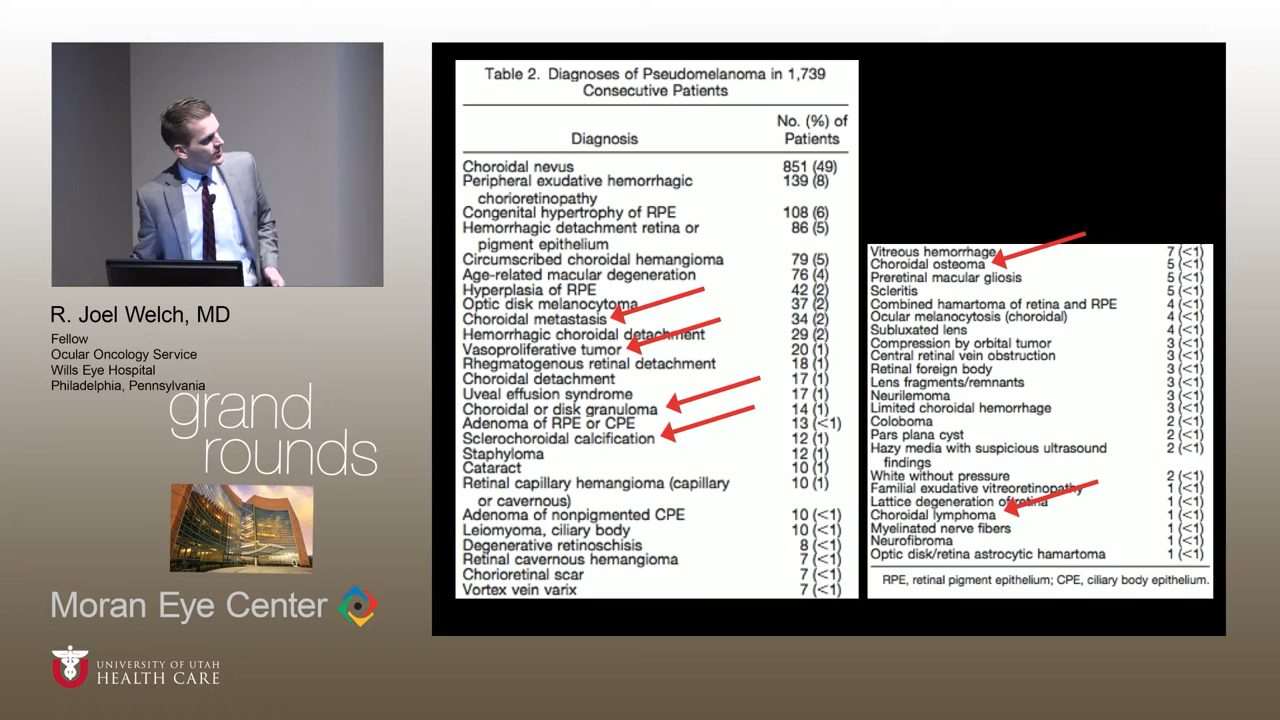 R. Joel Welch, MD
Fellow
Ocular Oncology Service
Wills Eye Hospital
Philadelphia, Pennsylvania
grand
rounds
Moran Eye Center
UNIVERSITY OF UTAH
HEALTH CARE
U
Table 2. Diagnoses of Pseudomelanoma in 1,739
Consecutive Patients
No. (%) of
Diagnosis Patients
Choroidal nevus 851 (49)
Peripheral exudative hemorrhagic 139 (8)
chorioretinopathy
Congenital hypertrophy of RPE 108 (6)
Hemorrhagic detachment retina or 86 (5)
pigment epithelium
Circumscribed choroidal hemangioma 79 (5)
Age-related macular degeneration 76 (4)
Hyperplasia of RPE 42 (2)
Optic disk melanocytoma 37 (2)
Choroidal metastasis 34 (2)
Hemorrhagic choroidal detachment 29 (2)
Vasoproliferative tumor 20 (1)
Rhegmatogenous retinal detachment 18 (1)
Choroidal detachment 17 (1)
Uveal effusion syndrome 17 (1)
Choroidal or disk granuloma 14 (1)
Adenoma of RPE or CPE 13 (<1)
Sclerochoroidal calcification 12 (1)
Staphyloma 12 (1)
Cataract 10 (1)
Retinal capillary hemangioma (capillary 10 (1)
or cavernous)
Adenoma of nonpigmented CPE 10 (<1)
Leiomyoma, ciliary body 10 (<1)
Degenerative retinoschisis 8 (<1)
Retinal cavernous hemangioma 7 (<1)
Chorioretinal scar 7 (<1)
Vortex vein varix 7 (<1)
Vitreous hemorrhage 7 (<1)
Choroidal osteoma 5 (<1)
Preretinal macular gliosis 5 (<1)
Scleritis 5 (<1)
Combined hamartoma of retina and RPE 4 (<1)
Ocular melanocytosis (choroidal) 4 (<1)
Subluxated lens 4 (<1)
Compression by orbital tumor 3 (<1)
Central retinal vein obstruction 3 (<1)
Retinal foreign body 3 (<1)
Lens fragments/remnants 3 (<1)
Neurilemoma 3 (<1)
Limited choroidal hemorrhage 3 (<1)
Coloboma 2 (<1)
Pars plana cyst 2 (<1)
Hazy media with suspicious ultrasound 2 (<1)
findings
White without pressure 2 (<1)
Familial exudative vitreoretinopathy 1 (<1)
Lattice degeneration of retina 1 (<1)
Choroidal lymphoma 1 (<1)
Myelinated nerve fibers 1 (<1)
Neurofibroma 1 (<1)
Optic disk/retina astrocytic hamartoma 1 (<1)
RPE, retinal pigment epithelium; CPE, ciliary body epithelium.